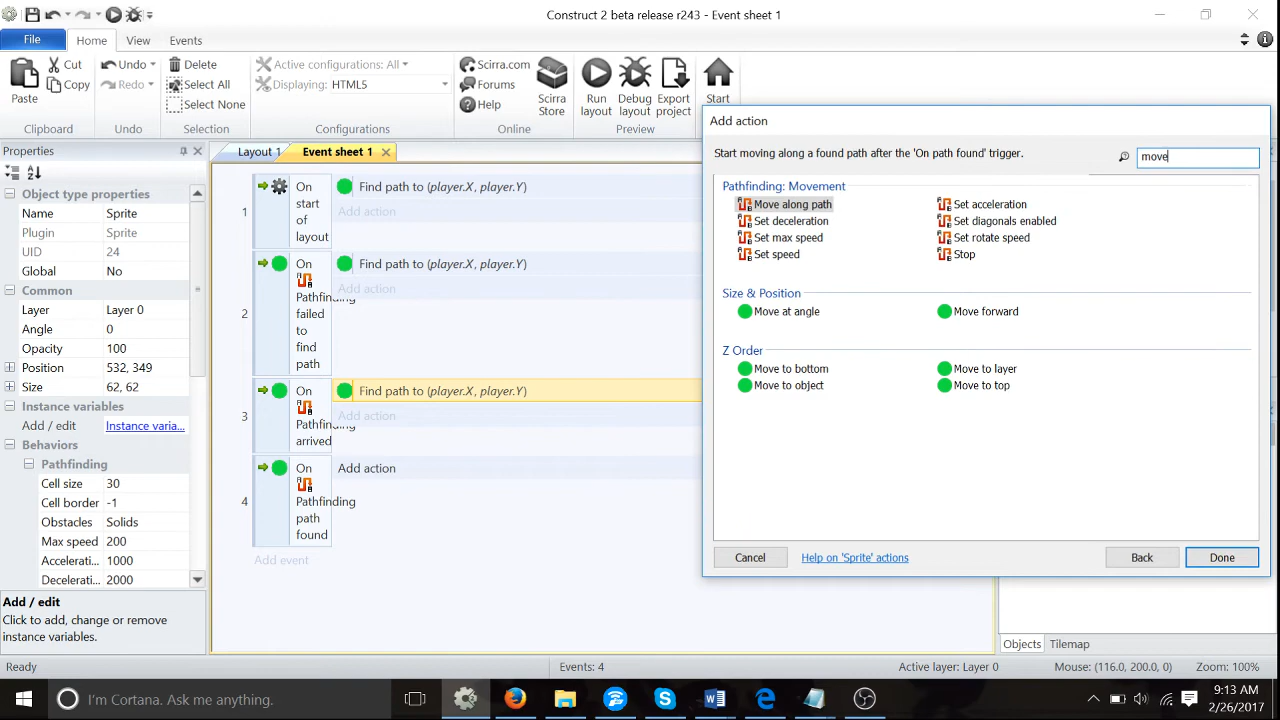 Construct 2 beta release r243 - Event sheet 1
File
Home
View
Events
Paste
Cut
Copy
Clipboard
Undo
Redo
Undo
Delete
Select All
Select None
Selection
Active configurations: All
Displaying: HTML5
Configurations
Scirra.com
Forums
Help
Scirra Store
Online
Run layout
Debug layout
Export project
Preview
Start
Properties
Object type properties
Name Sprite
Plugin Sprite
UID 24
Global No
Common
Layer Layer 0
Angle 0
Opacity 100
Position 532, 349
Size 62, 62
Instance variables
Add / edit Instance varia...
Behaviors
Pathfinding
Cell size 30
Cell border -1
Obstacles Solids
Max speed 200
Accelerati... 1000
Decelerati... 2000
Add / edit
Click to add, change or remove
instance variables.
Layout 1
Event sheet 1
1
On
start
of
layout
Find path to (player.X, player.Y)
Add action
2
On
Pathfinding
failed
to
find
path
Find path to (player.X, player.Y)
Add action
3
On
Pathfinding
arrived
Find path to (player.X, player.Y)
Add action
4
On
Pathfinding
path
found
Add action
Add event
Add action
Start moving along a found path after the 'On path found' trigger.
move
Pathfinding: Movement
Move along path Set acceleration
Set deceleration Set diagonals enabled
Set max speed Set rotate speed
Set speed Stop
Size & Position
Move at angle Move forward
Z Order
Move to bottom Move to layer
Move to object Move to top
Cancel
Help on 'Sprite' actions
Back
Done
Objects
Tilemap
Ready
Events: 4
Active layer: Layer 0
Mouse: (116.0, 200.0, 0)
Zoom: 100%
I'm Cortana. Ask me anything.
9:13 AM
2/26/2017